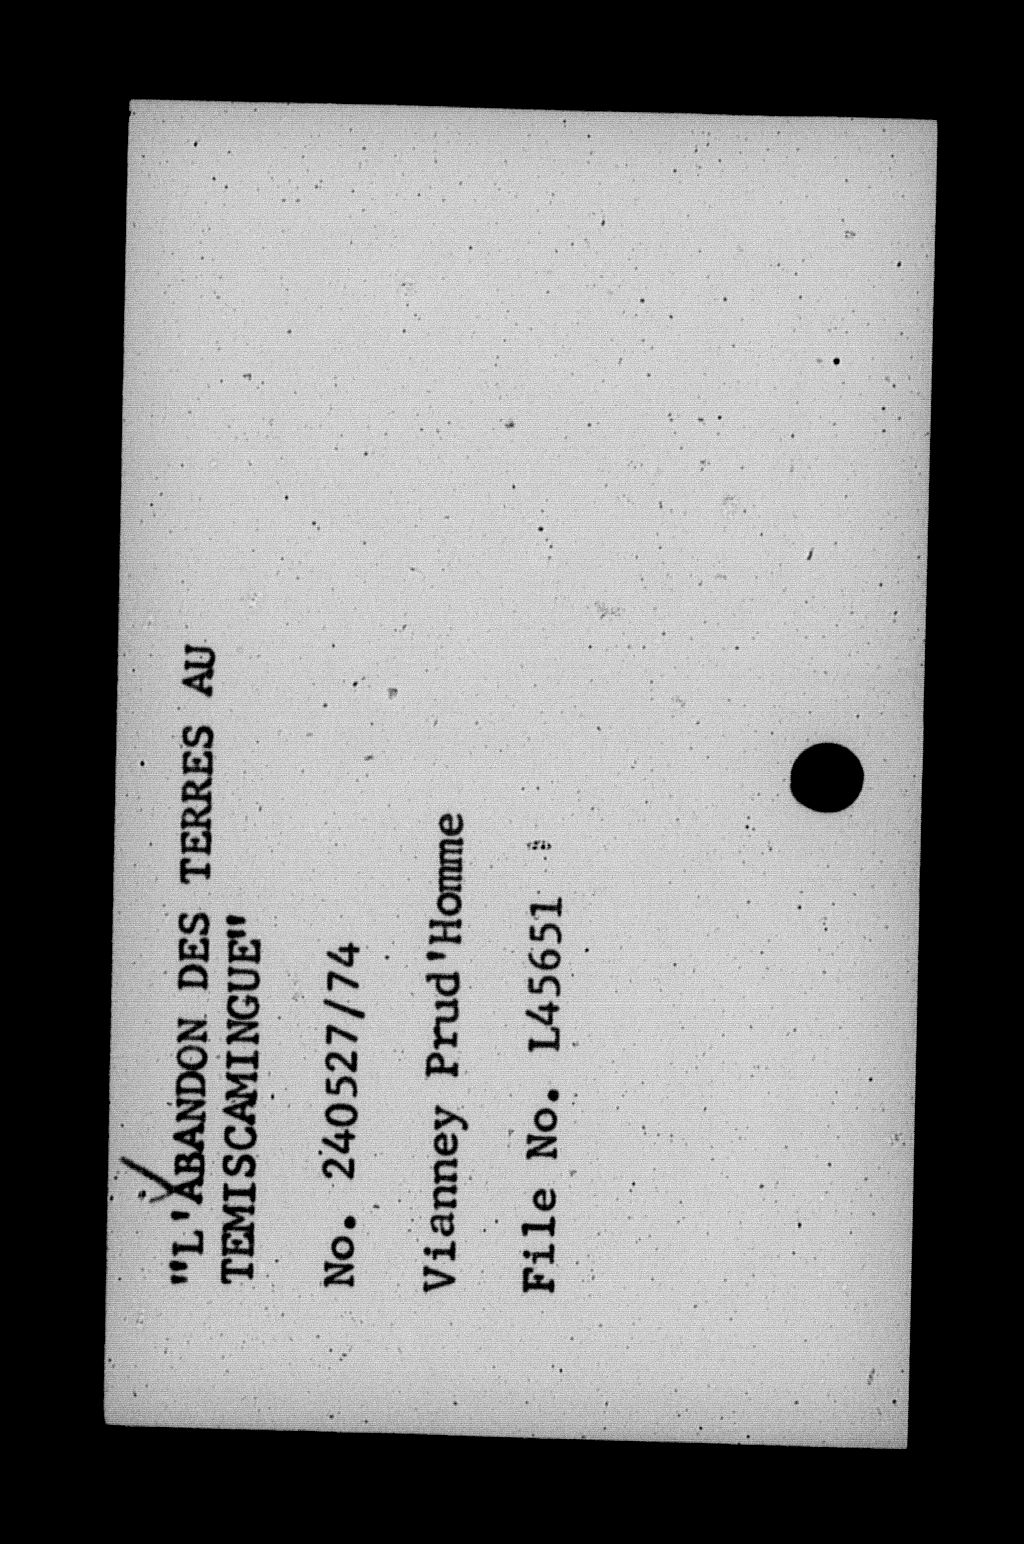 "L'ABANDON DES TERRES AU
TEMISCAMINGUE"
No. 240527/74
Vianney Prud'Homme
File No. L45651